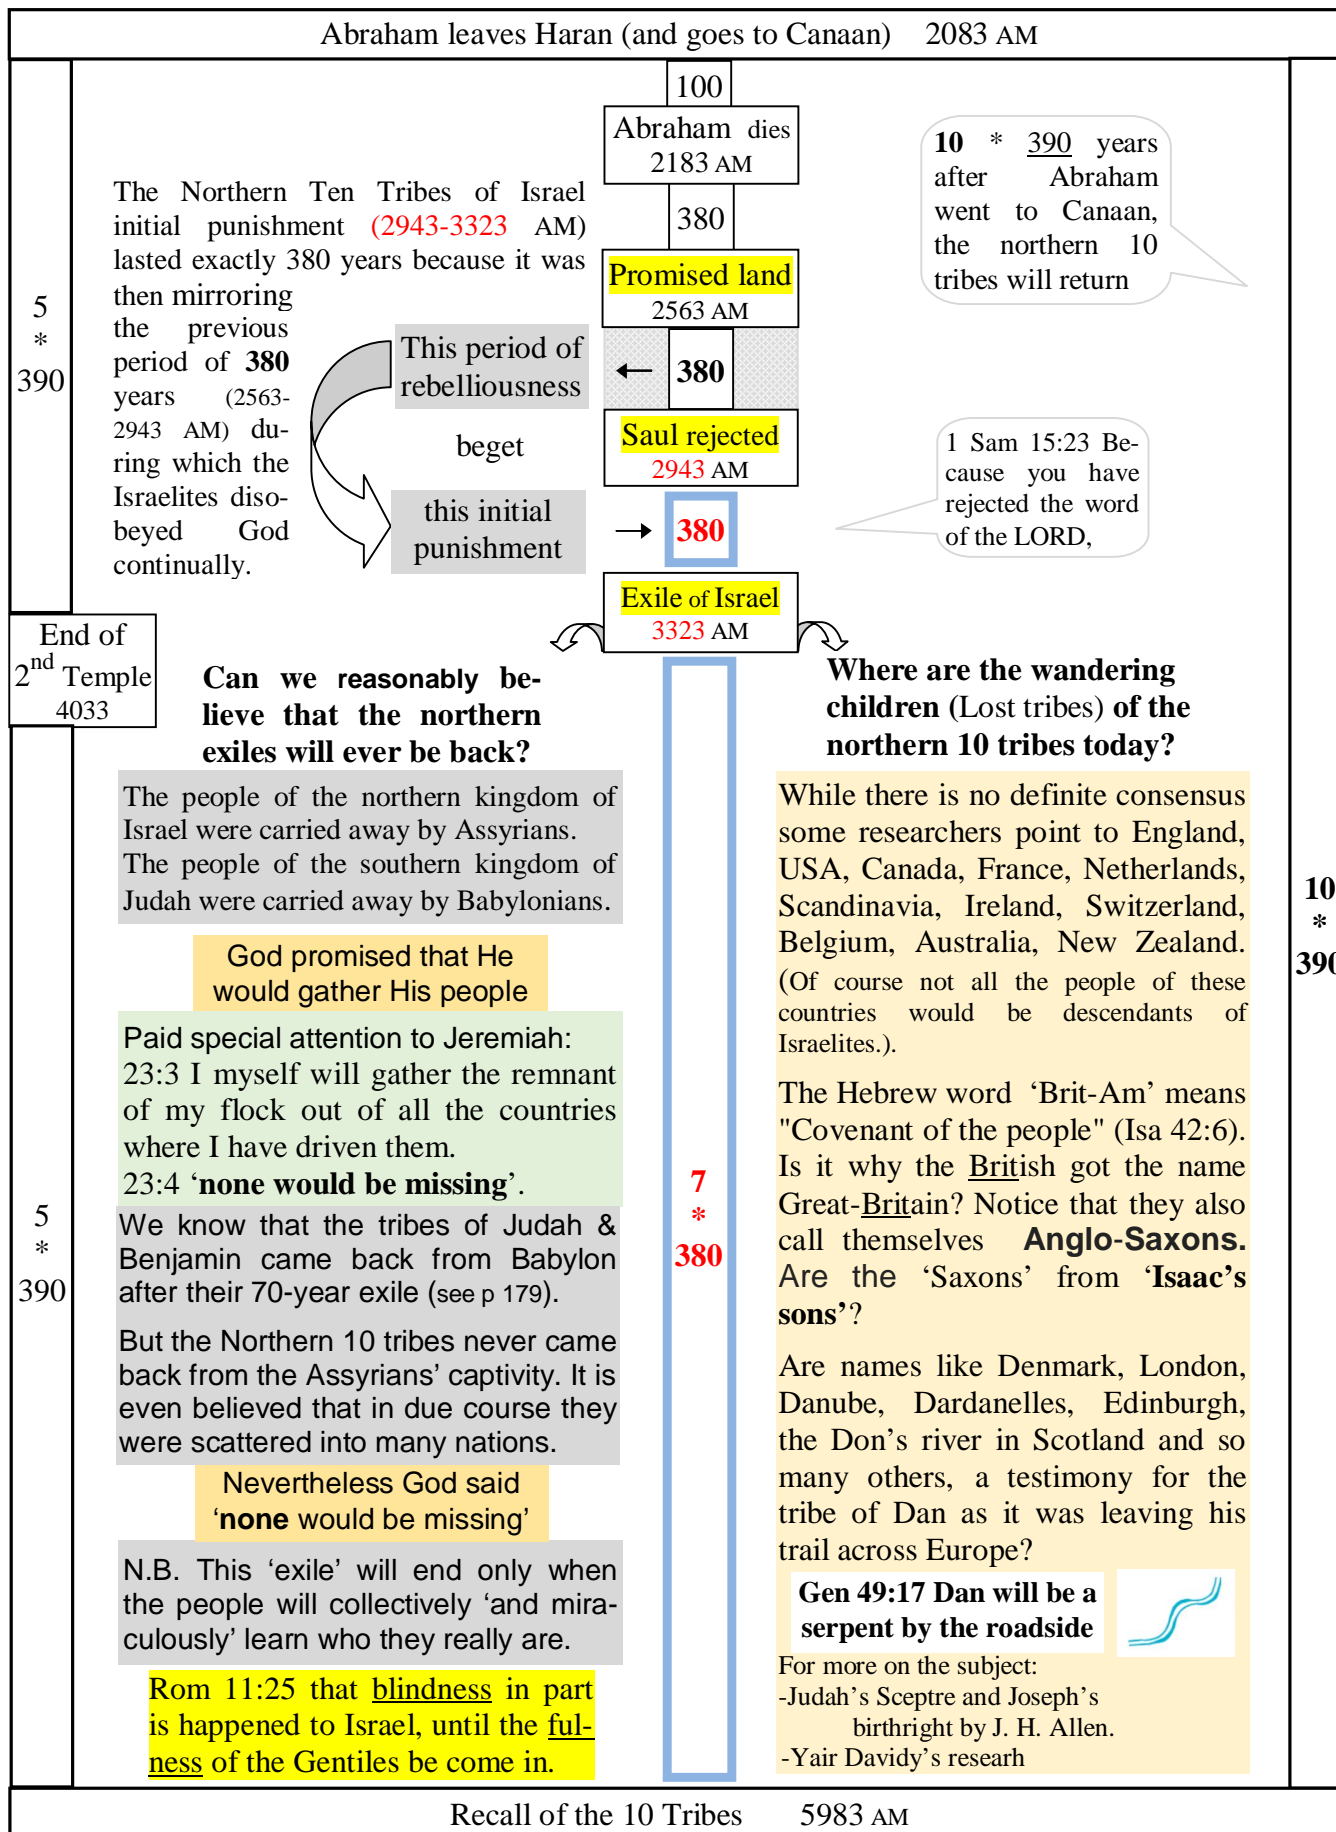 Abraham leaves Haran (and goes to Canaan) 2083 AM
100
Abraham dies
2183 AM
380
Promised land
2563 AM
380
Saul rejected
2943 AM
380
Exile of Israel
3323 AM
10 * 390 years
after Abraham
went to Canaan,
the northern 10
tribes will return
The Northern Ten Tribes of Israel
initial punishment (2943-3323 AM)
lasted exactly 380 years because it was
then mirroring
the previous
period of 380
years (2563-
2943 AM) du-
ring which the
Israelites diso-
beyed God
continually.
This period of
rebelliousness
beget
this initial
punishment
1 Sam 15:23 Be-
cause you have
rejected the word
of the LORD,
5
*
390
End of
2nd Temple
4033
5
*
390
Can we reasonably be-
lieve that the northern
exiles will ever be back?
The people of the northern kingdom of
Israel were carried away by Assyrians.
The people of the southern kingdom of
Judah were carried away by Babylonians.
God promised that He
would gather His people
Paid special attention to Jeremiah:
23:3 I myself will gather the remnant
of my flock out of all the countries
where I have driven them.
23:4 ‘none would be missing’.
We know that the tribes of Judah &
Benjamin came back from Babylon
after their 70-year exile (see p 179).
But the Northern 10 tribes never came
back from the Assyrians’ captivity. It is
even believed that in due course they
were scattered into many nations.
Nevertheless God said
‘none would be missing’
N.B. This ‘exile’ will end only when
the people will collectively ‘and mira-
culously’ learn who they really are.
Rom 11:25 that blindness in part
is happened to Israel, until the ful-
ness of the Gentiles be come in.
7
*
380
Where are the wandering
children (Lost tribes) of the
northern 10 tribes today?
While there is no definite consensus
some researchers point to England,
USA, Canada, France, Netherlands,
Scandinavia, Ireland, Switzerland,
Belgium, Australia, New Zealand.
(Of course not all the people of these
countries would be descendants of
Israelites.).
The Hebrew word ‘Brit-Am’ means
"Covenant of the people" (Isa 42:6).
Is it why the British got the name
Great-Britain? Notice that they also
call themselves Anglo-Saxons.
Are the ‘Saxons’ from ‘Isaac’s
sons’?
Are names like Denmark, London,
Danube, Dardanelles, Edinburgh,
the Don’s river in Scotland and so
many others, a testimony for the
tribe of Dan as it was leaving his
trail across Europe?
Gen 49:17 Dan will be a
serpent by the roadside
For more on the subject:
-Judah’s Sceptre and Joseph’s
birthright by J. H. Allen.
-Yair Davidy’s researh
10
*
390
Recall of the 10 Tribes 5983 AM